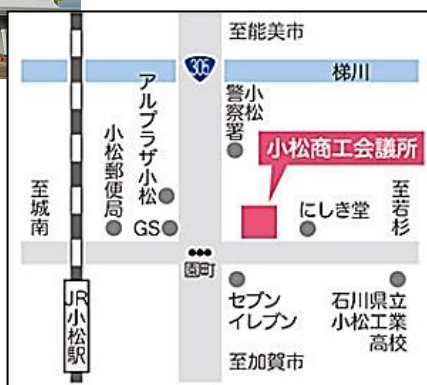 至能美市
305
梯川
アルプラザ小松
小松
警察署
小松商工会議所
小松郵便局
至城南
GS
にしき堂
至若杉
園町
JR
小松駅
セブン
イレブン
石川県立
小松工業
高校
至加賀市